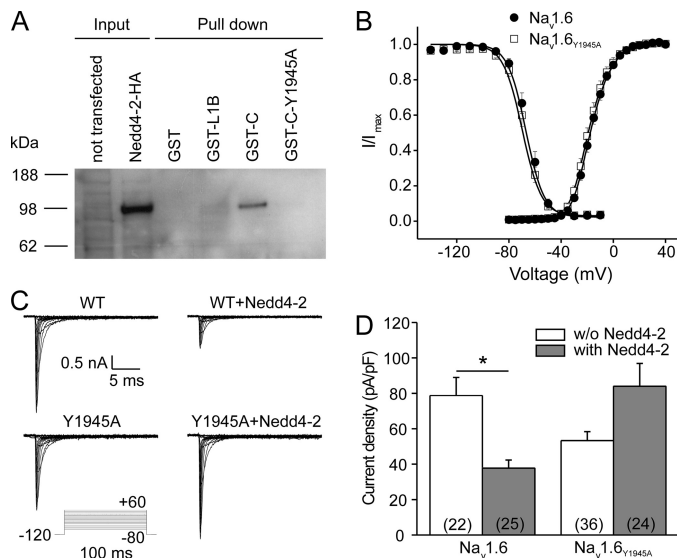 A
Input
Pull down
not transfected
Nedd4-2-HA
GST
GST-L1B
GST-C
GST-C-Y1945A
kDa
188
98
62
B
Nav1.6
Nav1.6Y1945A
I/Imax
1.0
0.8
0.6
0.4
0.2
0.0
-120 -80 -40 0 40
Voltage (mV)
C
WT
WT+Nedd4-2
0.5 nA
5 ms
Y1945A
Y1945A+Nedd4-2
+60
-120
-80
100 ms
D
w/o Nedd4-2
with Nedd4-2
Current density (pA/pF)
120
100
80
60
40
20
0
*
(22) (25) (36) (24)
Nav1.6 Nav1.6Y1945A